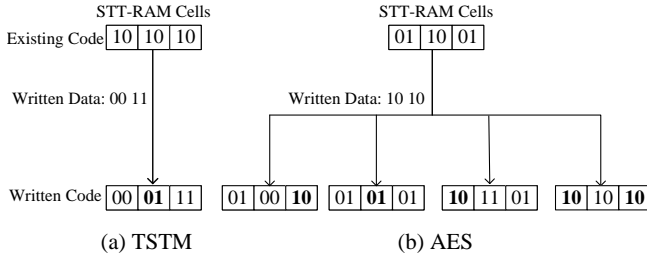 STT-RAM Cells STT-RAM Cells
Existing Code 10 10 10 01 10 01
Written Data: 00 11 Written Data: 10 10
Written Code 00 01 11 01 00 10 01 01 01 10 11 01 10 10 10
(a) TSTM (b) AES